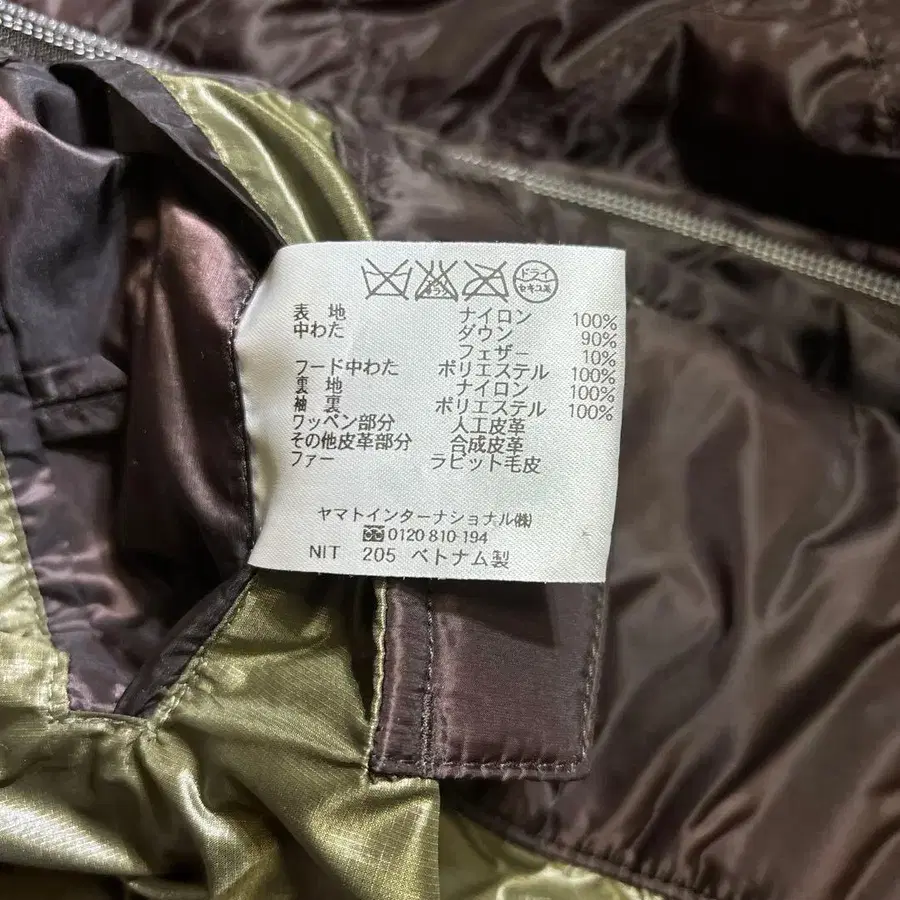 ドライ
セキユ系
表 地 ナイロン 100%
中わた ダウン 90%
フェザー 10%
フード中わた ポリエステル 100%
裏 地 ナイロン 100%
袖 裏 ポリエステル 100%
ワッペン部分 人工皮革
その他皮革部分 合成皮革
ファー ラビット毛皮
ヤマトインターナショナル㈱
0120 810 194
NIT 205 ベトナム製